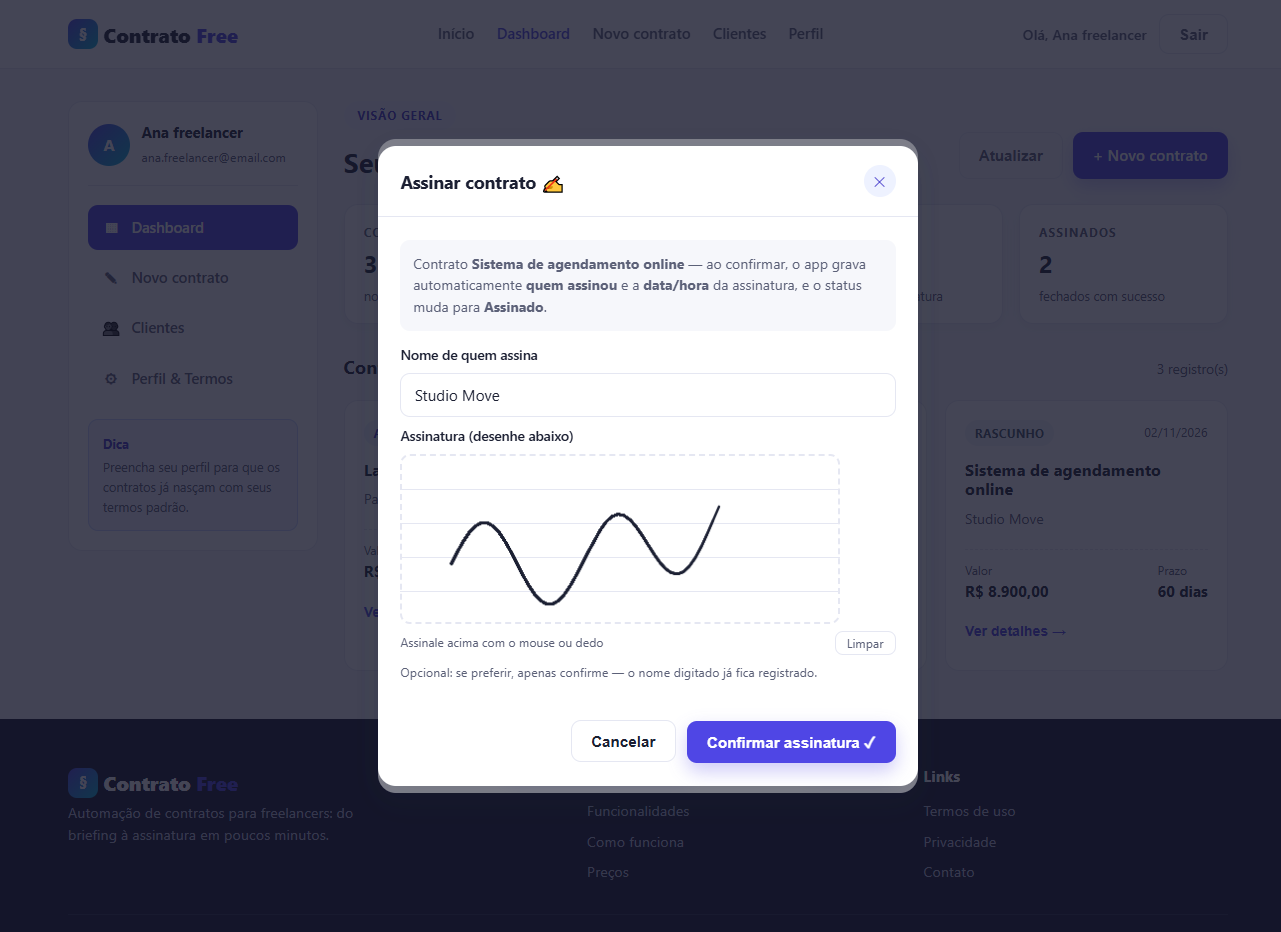 § Contrato Free
Início Dashboard Novo contrato Clientes Perfil
Olá, Ana freelancer Sair
A
Ana freelancer
ana.freelancer@email.com
Dashboard
Novo contrato
Clientes
Perfil & Termos
Dica
Preencha seu perfil para que os
contratos já nasçam com seus
termos padrão.
VISÃO GERAL
Atualizar
+ Novo contrato
ASSINADOS
2
fechados com sucesso
3 registro(s)
RASCUNHO 02/11/2026
Sistema de agendamento
online
Studio Move
Valor Prazo
R$ 8.900,00 60 dias
Ver detalhes →
Assinar contrato ✍
Contrato Sistema de agendamento online — ao confirmar, o app grava
automaticamente quem assinou e a data/hora da assinatura, e o status
muda para Assinado.
Nome de quem assina
Studio Move
Assinatura (desenhe abaixo)
Assinale acima com o mouse ou dedo
Limpar
Opcional: se preferir, apenas confirme — o nome digitado já fica registrado.
Cancelar
Confirmar assinatura ✓
§ Contrato Free
Automação de contratos para freelancers: do
briefing à assinatura em poucos minutos.
Funcionalidades
Como funciona
Preços
Links
Termos de uso
Privacidade
Contato